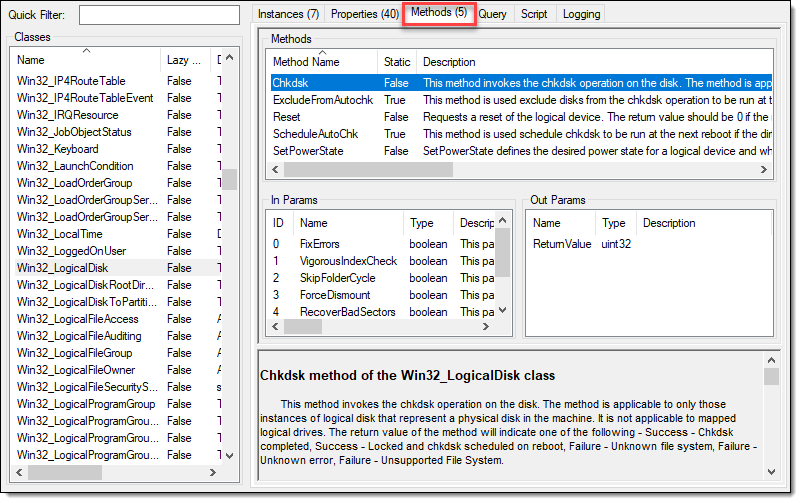 Quick Filter:
Instances (7) Properties (40) Methods (5) Query Script Logging
Classes
Name Lazy ... D
Win32_IP4RouteTable False T
Win32_IP4RouteTableEvent False T
Win32_IRQResource False T
Win32_JobObjectStatus False T
Win32_Keyboard False T
Win32_LaunchCondition False T
Win32_LoadOrderGroup False T
Win32_LoadOrderGroupSer... False T
Win32_LocalTime False D
Win32_LoggedOnUser False T
Win32_LogicalDisk False T
Win32_LogicalDiskRootDir... False T
Win32_LogicalDiskToPartiti... False T
Win32_LogicalFileAccess False A
Win32_LogicalFileAuditing False A
Win32_LogicalFileGroup False A
Win32_LogicalFileOwner False A
Win32_LogicalFileSecurityS... False s
Win32_LogicalProgramGroup False T
Win32_LogicalProgramGrou... False T
Win32_LogicalProgramGrou... False T
Win32_LogicalProgramGrou... False T
Methods
Method Name Static Description
Chkdsk False This method invokes the chkdsk operation on the disk. The method is app
ExcludeFromAutochk True This method is used exclude disks from the chkdsk operation to be run at t
Reset False Requests a reset of the logical device. The return value should be 0 if the
ScheduleAutoChk True This method is used schedule chkdsk to be run at the next reboot if the dir
SetPowerState False SetPowerState defines the desired power state for a logical device and wh
In Params
ID Name Type Descrip
0 FixErrors boolean This pa
1 VigorousIndexCheck boolean This pa
2 SkipFolderCycle boolean This pa
3 ForceDismount boolean This pa
4 RecoverBadSectors boolean This pa
Out Params
Name Type Description
ReturnValue uint32
Chkdsk method of the Win32_LogicalDisk class
This method invokes the chkdsk operation on the disk. The method is applicable to only those
instances of logical disk that represent a physical disk in the machine. It is not applicable to mapped
logical drives. The return value of the method will indicate one of the following - Success - Chkdsk
completed, Success - Locked and chkdsk scheduled on reboot, Failure - Unknown file system, Failure -
Unknown error, Failure - Unsupported File System.